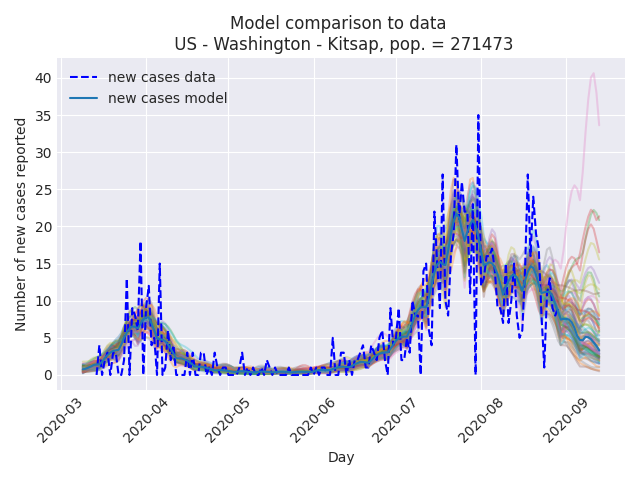 Model comparison to data
US - Washington - Kitsap, pop. = 271473
new cases data
new cases model
Number of new cases reported
40
35
30
25
20
15
10
5
0
2020-03
2020-04
2020-05
2020-06
2020-07
2020-08
2020-09
Day